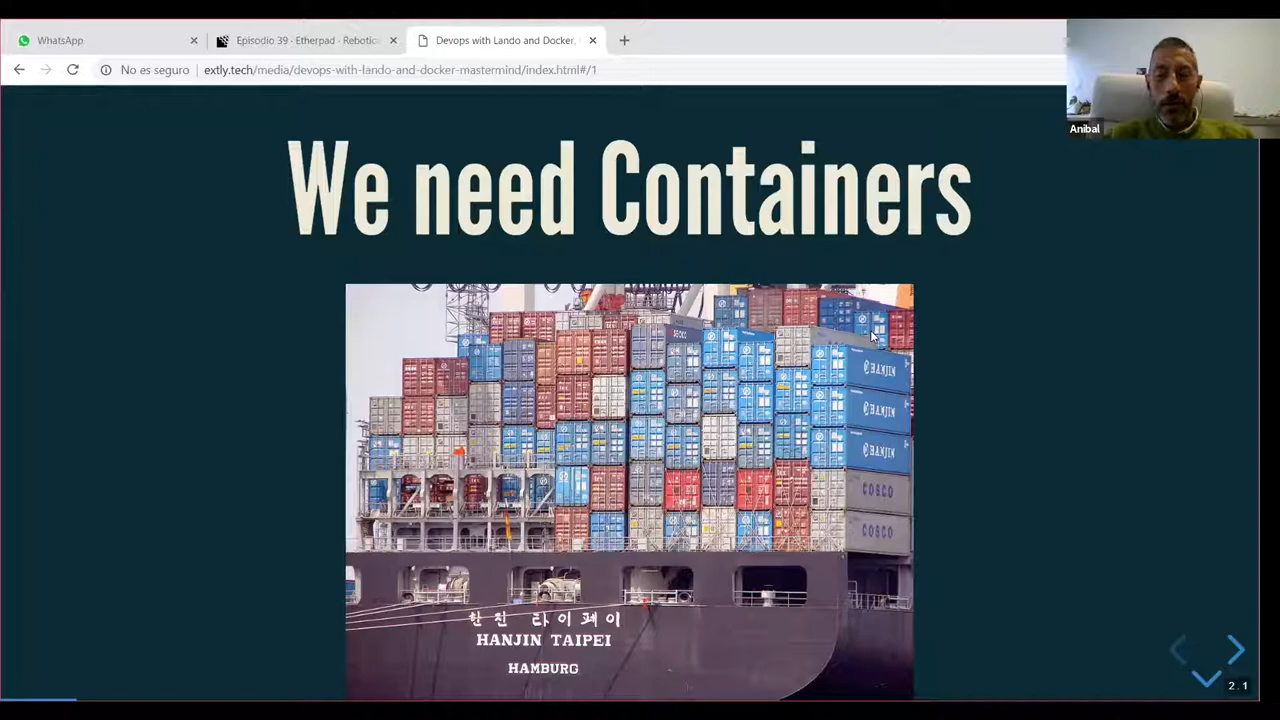 WhatsApp
Episodio 39 - Etherpad - Robotica
Devops with Lando and Docker,
No es seguro
extly.tech/media/devops-with-lando-and-docker-mastermind/index.html#/1
Anibal
We need Containers
HANJIN
HANJIN
HANJIN
COSCO
COSCO
한진 타이페이
HANJIN TAIPEI
HAMBURG
2.1